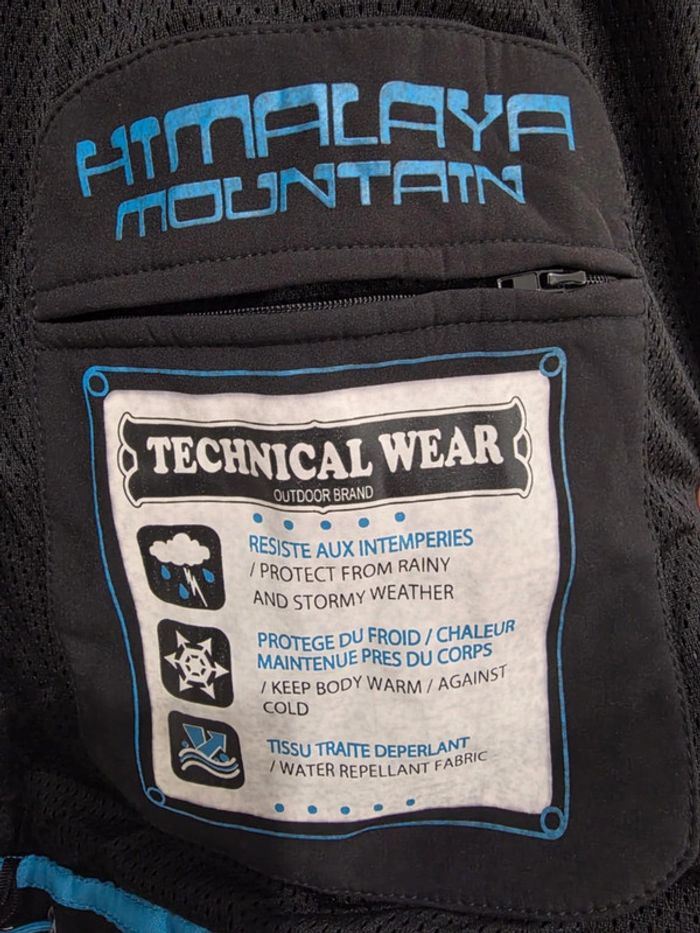 HIMALAYA
MOUNTAIN
TECHNICAL WEAR
OUTDOOR BRAND
RESISTE AUX INTEMPERIES
/ PROTECT FROM RAINY
AND STORMY WEATHER
PROTEGE DU FROID / CHALEUR
MAINTENUE PRES DU CORPS
/ KEEP BODY WARM / AGAINST
COLD
TISSU TRAITE DEPERLANT
/ WATER REPELLANT FABRIC